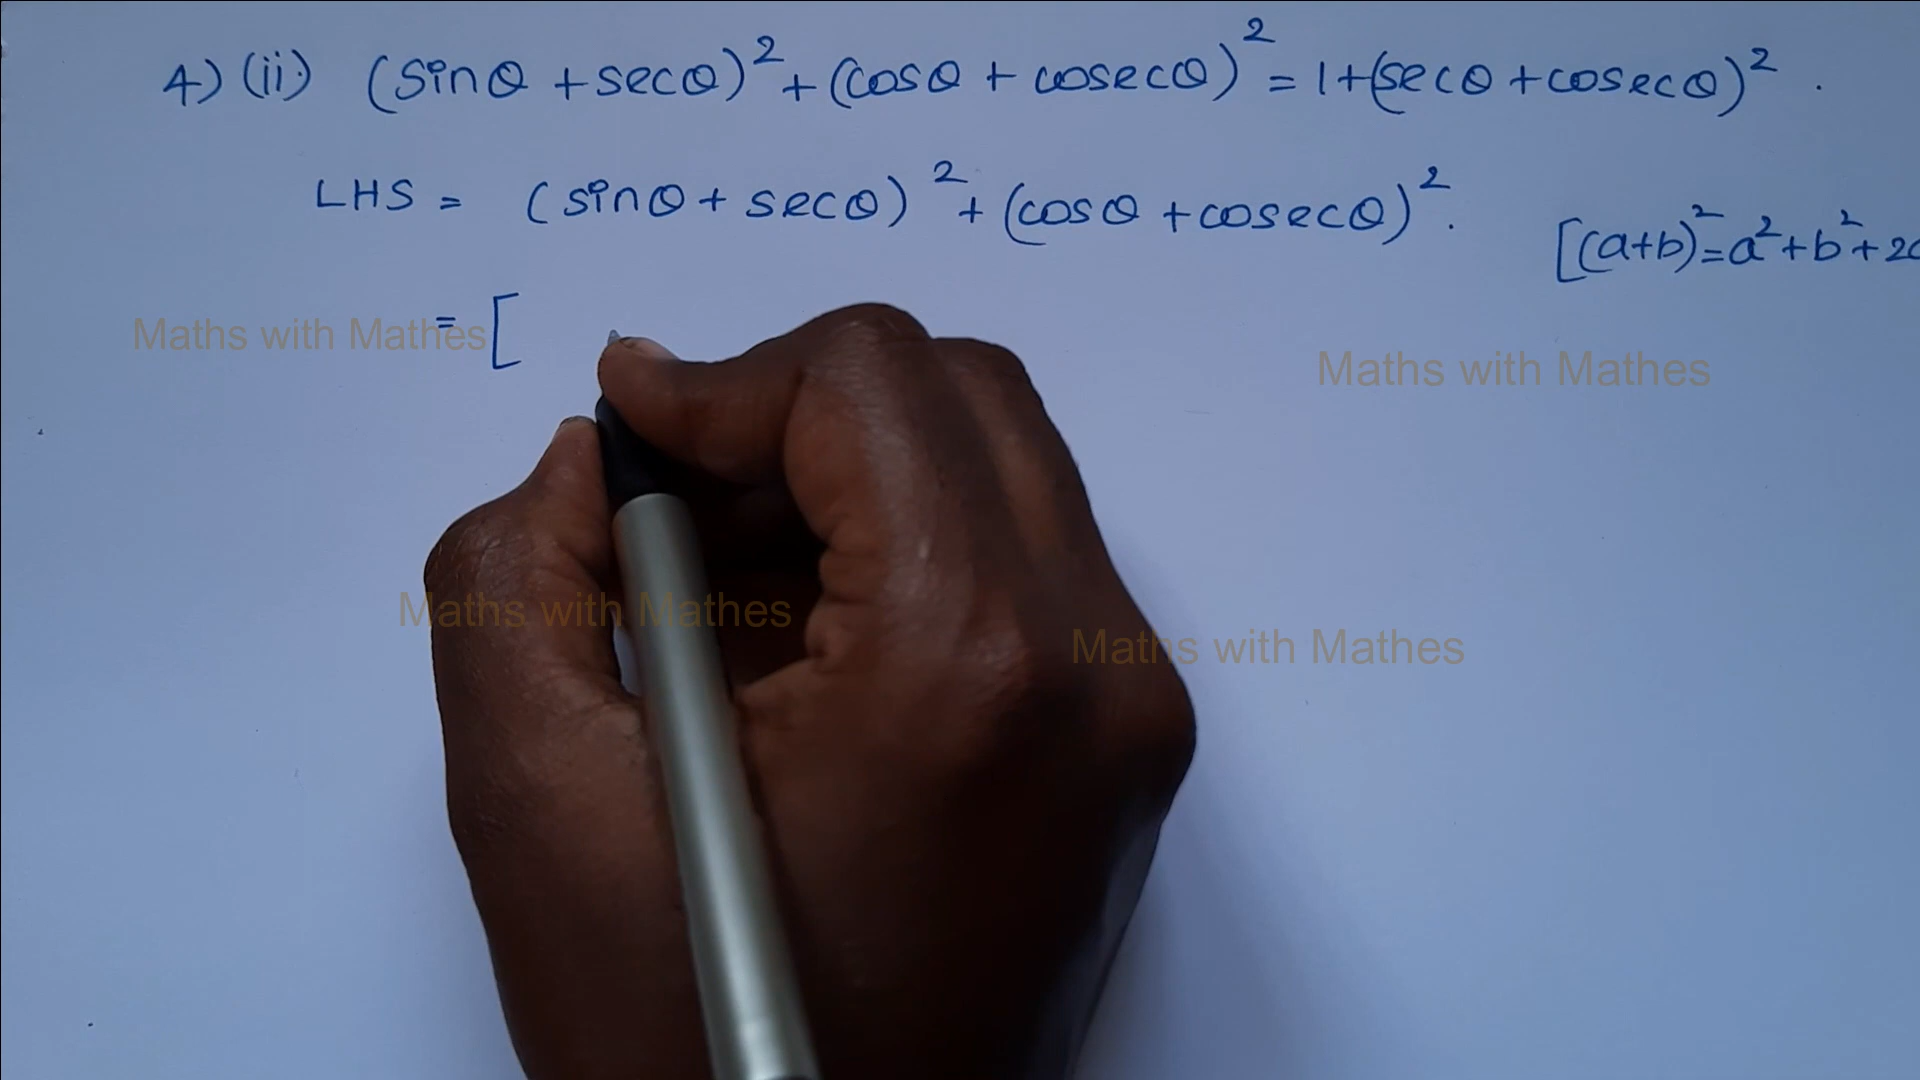 4) (ii) (sinθ + secθ)² + (cosθ + cosecθ)² = 1+(secθ + cosecθ)² .
LHS = (sinθ + secθ)² + (cosθ + cosecθ)² .
[(a+b)² = a² + b² + 2
= [
Maths with Mathes
Maths with Mathes
Maths with Mathes
Maths with Mathes